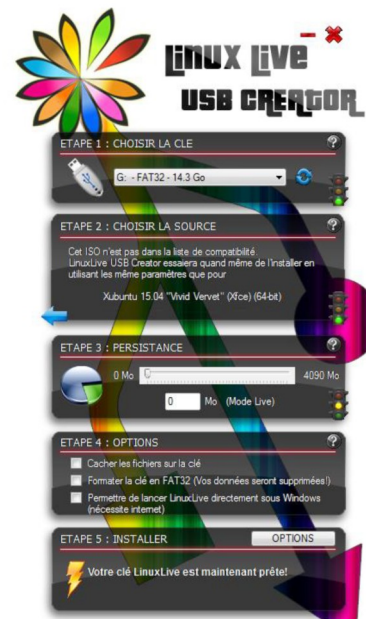 Linux Live
USB CREATOR
ETAPE 1 : CHOISIR LA CLE
?
G: - FAT32 - 14.3 Go
ETAPE 2 : CHOISIR LA SOURCE
?
Cet ISO n'est pas dans la liste de compatibilité.
LinuxLive USB Creator essaiera quand même de l'installer en
utilisant les même paramètres que pour
Xubuntu 15.04 "Vivid Vervet" (Xfce) (64-bit)
ETAPE 3 : PERSISTANCE
?
0 Mo 4090 Mo
0 Mo (Mode Live)
ETAPE 4 : OPTIONS
?
Cacher les fichiers sur la clé
Formater la clé en FAT32 (Vos données seront supprimées!)
Permettre de lancer LinuxLive directement sous Windows
(nécessite internet)
ETAPE 5 : INSTALLER OPTIONS
Votre clé LinuxLive est maintenant prête!